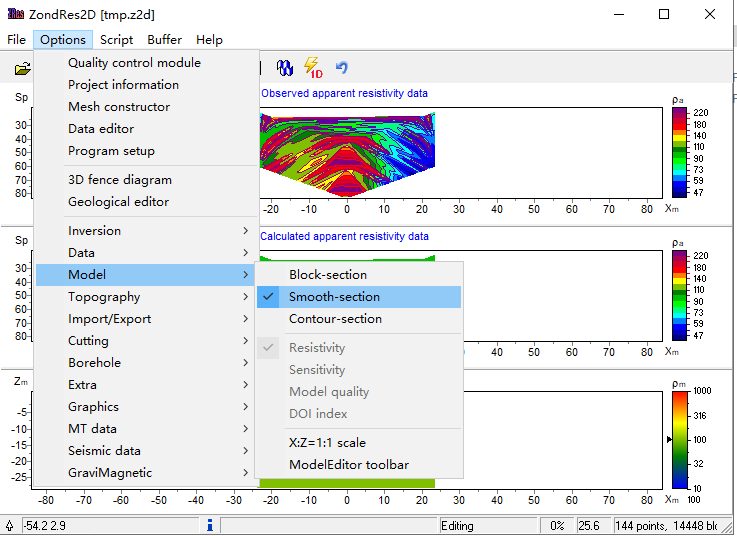 ZondRes2D [tmp.z2d]
File Options Script Buffer Help
Quality control module
Project information
Mesh constructor
Data editor
Program setup
3D fence diagram
Geological editor
Inversion
Data
Model
Topography
Import/Export
Cutting
Borehole
Extra
Graphics
MT data
Seismic data
GraviMagnetic
Block-section
Smooth-section
Contour-section
Resistivity
Sensitivity
Model quality
DOI index
X:Z=1:1 scale
ModelEditor toolbar
1D
Observed apparent resistivity data
Sp
30
40
50
60
70
80
-20 -10 0 10 20 30 40 50 60 70 80 Xm
ρa
220
180
140
110
90
73
59
47
Calculated apparent resistivity data
Sp
30
40
50
60
70
80
30 40 50 60 70 80 Xm
ρa
220
180
140
110
90
73
59
47
Zm
-5
-10
-15
-20
-25
-80 -70 -60 -50 -40 -30 -20 -10 0 10 20 30 40 50 60 70 80 Xm
ρm
1000
316
100
32
10
100
-54.2 2.9 Editing 0% 25.6 144 points, 14448 blo